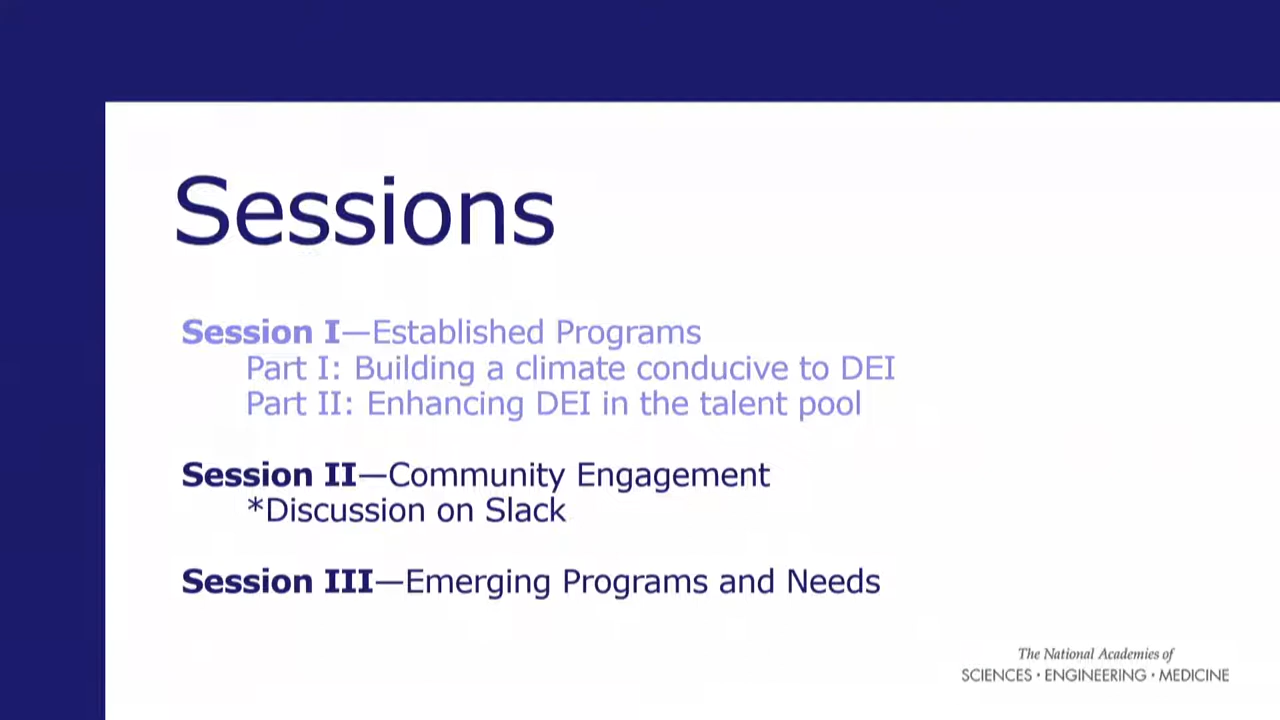 Sessions
Session I—Established Programs
Part I: Building a climate conducive to DEI
Part II: Enhancing DEI in the talent pool
Session II—Community Engagement
*Discussion on Slack
Session III—Emerging Programs and Needs
The National Academies of
SCIENCES · ENGINEERING · MEDICINE